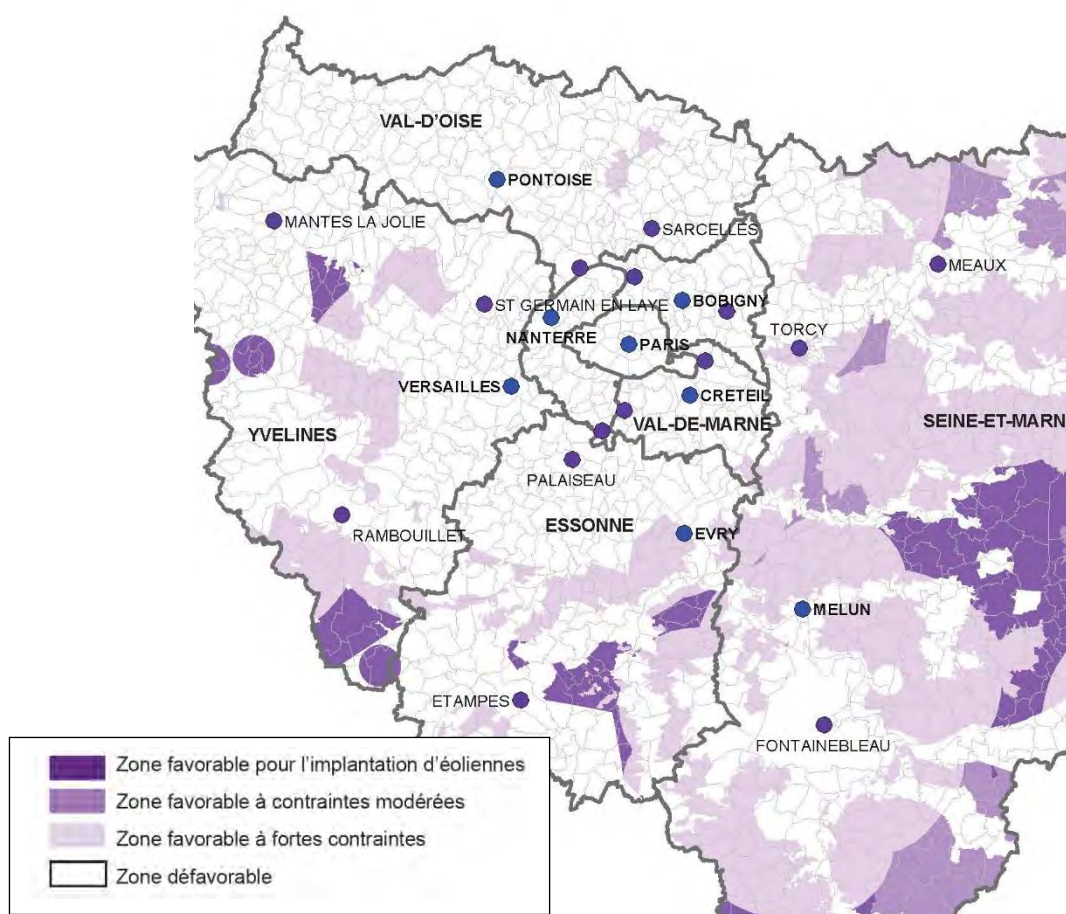 VAL-D'OISE
PONTOISE
MANTES LA JOLIE
SARCELLES
MEAUX
ST GERMAIN EN LAYE
BOBIGNY
NANTERRE
TORCY
PARIS
VERSAILLES
CRETEIL
VAL-DE-MARNE
SEINE-ET-MARN
YVELINES
PALAISEAU
ESSONNE
EVRY
RAMBOUILLET
MELUN
ETAMPES
FONTAINEBLEAU
Zone favorable pour l'implantation d'éoliennes
Zone favorable à contraintes modérées
Zone favorable à fortes contraintes
Zone défavorable